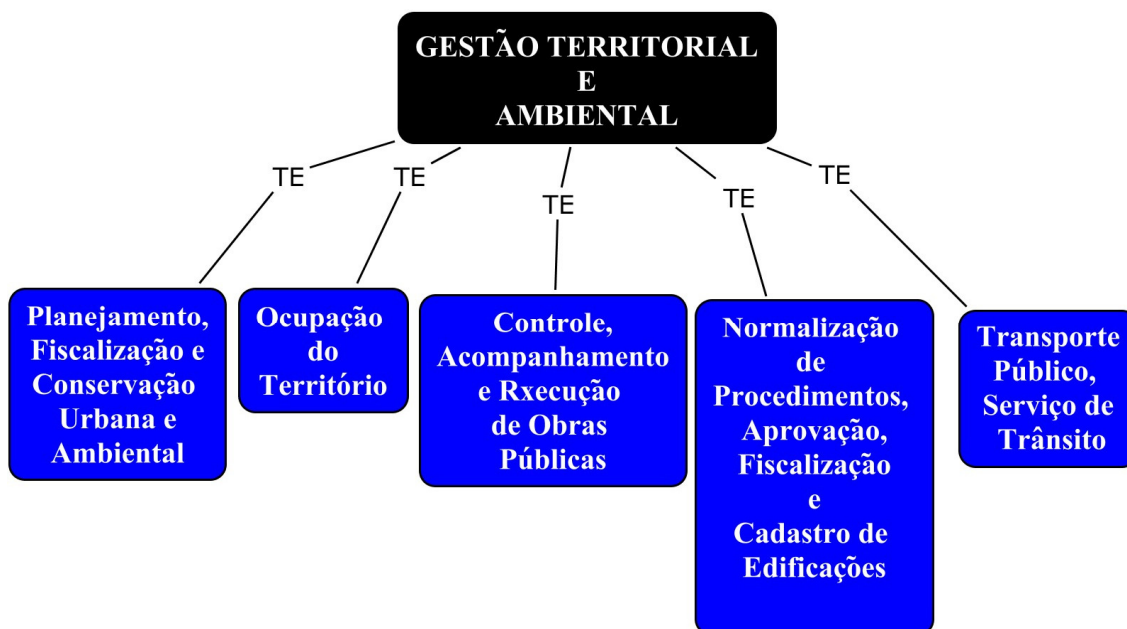 GESTÃO TERRITORIAL
E
AMBIENTAL
TE
TE
TE
TE
TE
Planejamento,
Fiscalização e
Conservação
Urbana e
Ambiental
Ocupação
do
Território
Controle,
Acompanhamento
e Rxecução
de Obras
Públicas
Normalização
de
Procedimentos,
Aprovação,
Fiscalização
e
Cadastro de
Edificações
Transporte
Público,
Serviço de
Trânsito